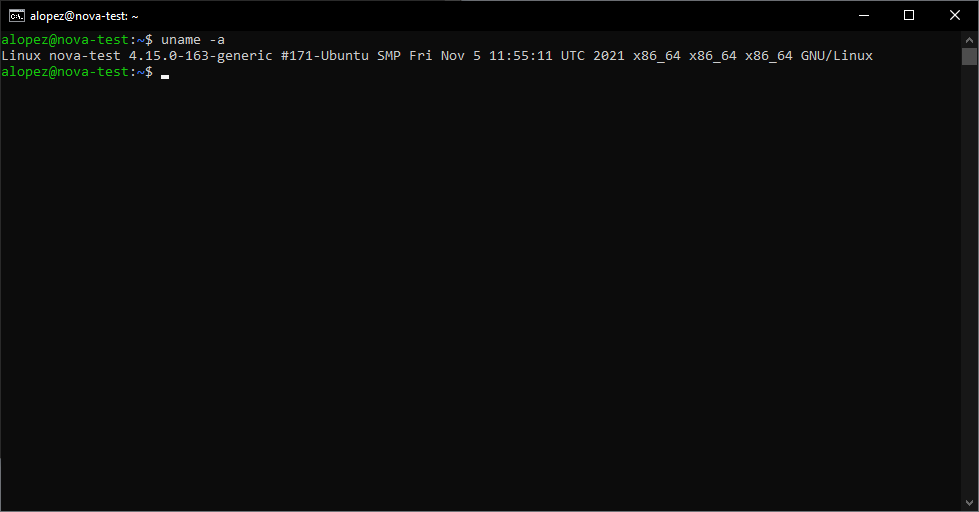 alopez@nova-test: ~
alopez@nova-test:~$ uname -a
Linux nova-test 4.15.0-163-generic #171-Ubuntu SMP Fri Nov 5 11:55:11 UTC 2021 x86_64 x86_64 x86_64 GNU/Linux
alopez@nova-test:~$